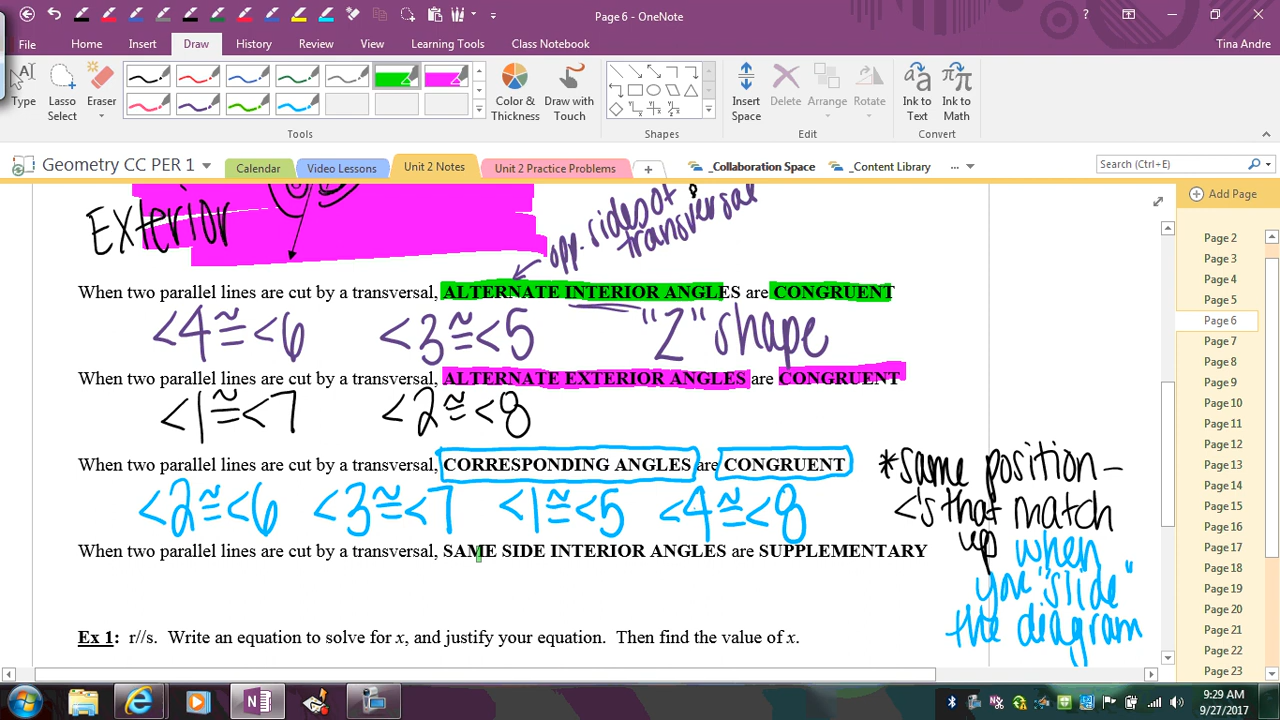 Page 6 - OneNote
?
File
Home
Insert
Draw
History
Review
View
Learning Tools
Class Notebook
Tina Andre
Type
Lasso Select
Eraser
Color & Thickness
Draw with Touch
Insert Space
Delete
Arrange
Rotate
Ink to Text
Ink to Math
Tools
Shapes
Edit
Convert
Geometry CC PER 1
Calendar
Video Lessons
Unit 2 Notes
Unit 2 Practice Problems
_Collaboration Space
_Content Library
...
Search (Ctrl+E)
Add Page
Exterior
opp. sides of
transversal
When two parallel lines are cut by a transversal, ALTERNATE INTERIOR ANGLES are CONGRUENT
<4≅<6 <3≅<5 "Z" shape
When two parallel lines are cut by a transversal, ALTERNATE EXTERIOR ANGLES are CONGRUENT
<1≅<7 <2≅<8
When two parallel lines are cut by a transversal, CORRESPONDING ANGLES are CONGRUENT
<2≅<6 <3≅<7 <1≅<5 <4≅<8
*same position –
<'s that match
up when
you "slide"
the diagram
When two parallel lines are cut by a transversal, SAME SIDE INTERIOR ANGLES are SUPPLEMENTARY
Ex 1: r//s. Write an equation to solve for x, and justify your equation. Then find the value of x.
Page 2
Page 3
Page 4
Page 5
Page 6
Page 7
Page 8
Page 9
Page 10
Page 11
Page 12
Page 13
Page 14
Page 15
Page 16
Page 17
Page 18
Page 19
Page 20
Page 21
Page 22
Page 23
9:29 AM
9/27/2017